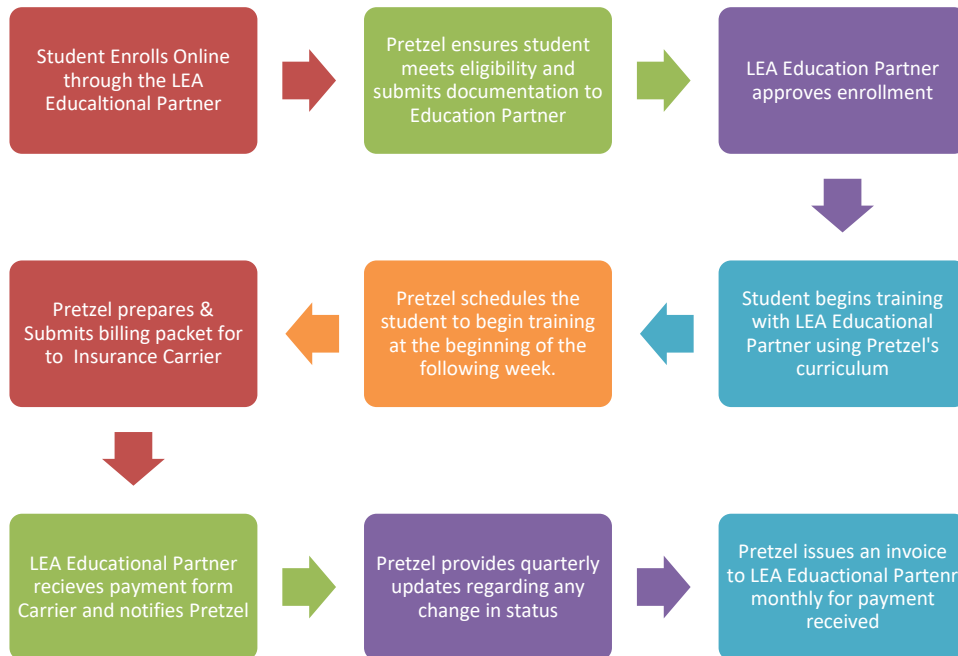 Student Enrolls Online
through the LEA
Educaltional Partner
Pretzel ensures student
meets eligibility and
submits documentation to
Education Partner
LEA Education Partner
approves enrollment
Student begins training
with LEA Educational
Partner using Pretzel's
curriculum
Pretzel schedules the
student to begin training
at the beginning of the
following week.
Pretzel prepares &
Submits billing packet for
to  Insurance Carrier
LEA Educational Partner
recieves payment form
Carrier and notifies Pretzel
Pretzel provides quarterly
updates regarding any
change in status
Pretzel issues an invoice
to LEA Eduactional Partenr
monthly for payment
received